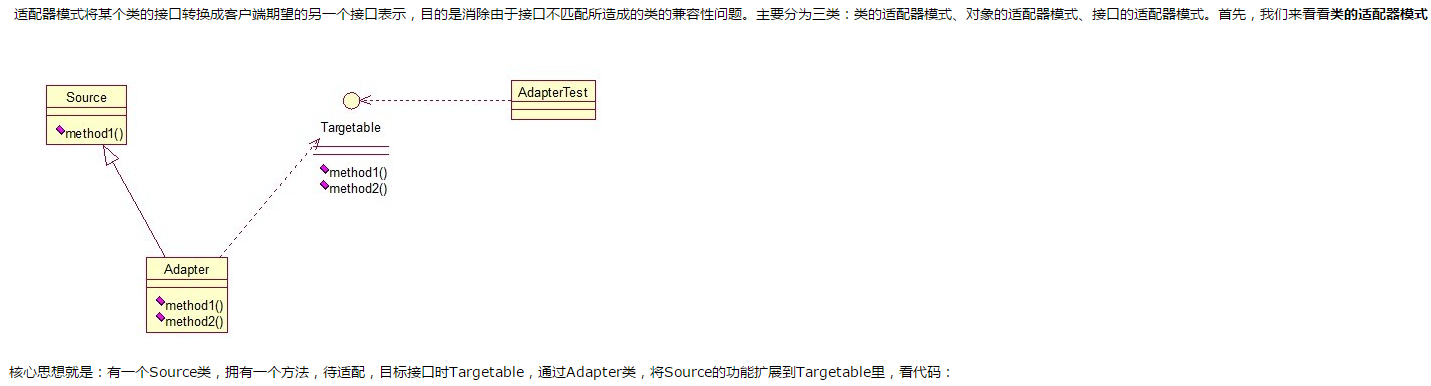 适配器模式将某个类的接口转换成客户端期望的另一个接口表示，目的是消除由于接口不匹配所造成的类的兼容性问题。主要分为三类：类的适配器模式、对象的适配器模式、接口的适配器模式。首先，我们来看看类的适配器模式
Source
method1()
Targetable
method1()
method2()
AdapterTest
Adapter
method1()
method2()
核心思想就是：有一个Source类，拥有一个方法，待适配，目标接口时Targetable，通过Adapter类，将Source的功能扩展到Targetable里，看代码：